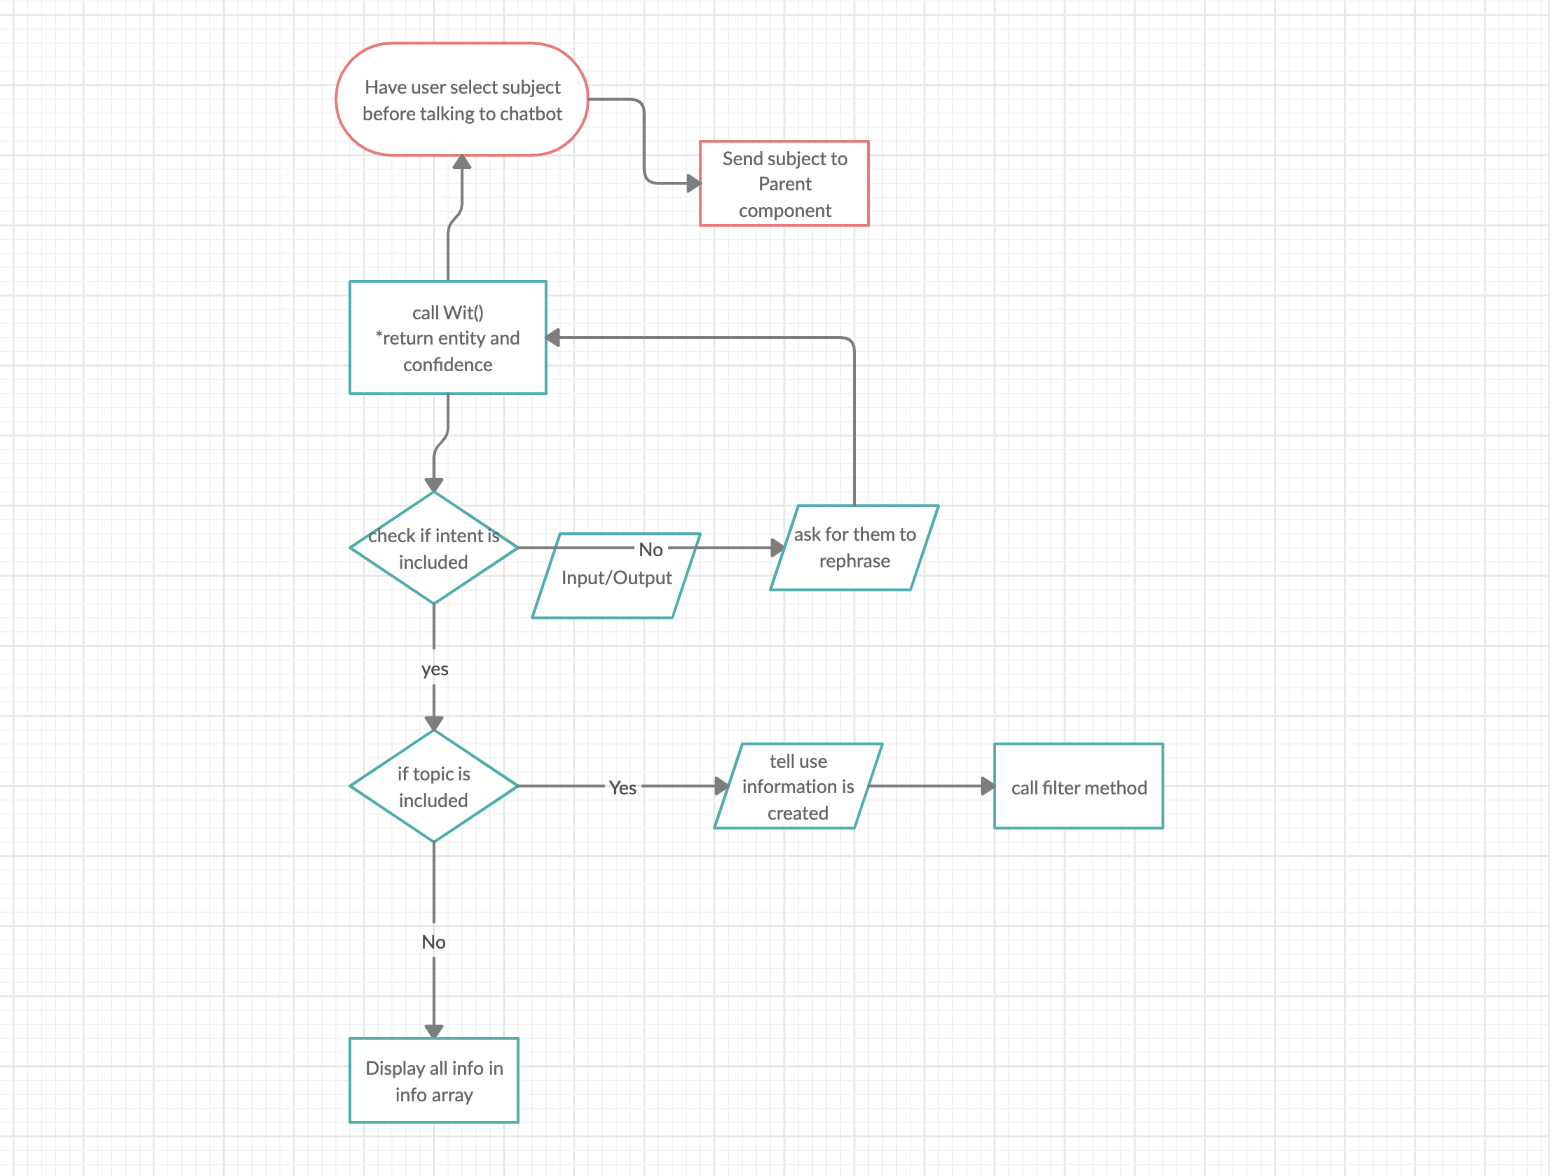 Have user select subject
before talking to chatbot
Send subject to
Parent
component
call Wit()
*return entity and
confidence
check if intent is
included
No
Input/Output
ask for them to
rephrase
yes
if topic is
included
Yes
tell use
information is
created
call filter method
No
Display all info in
info array